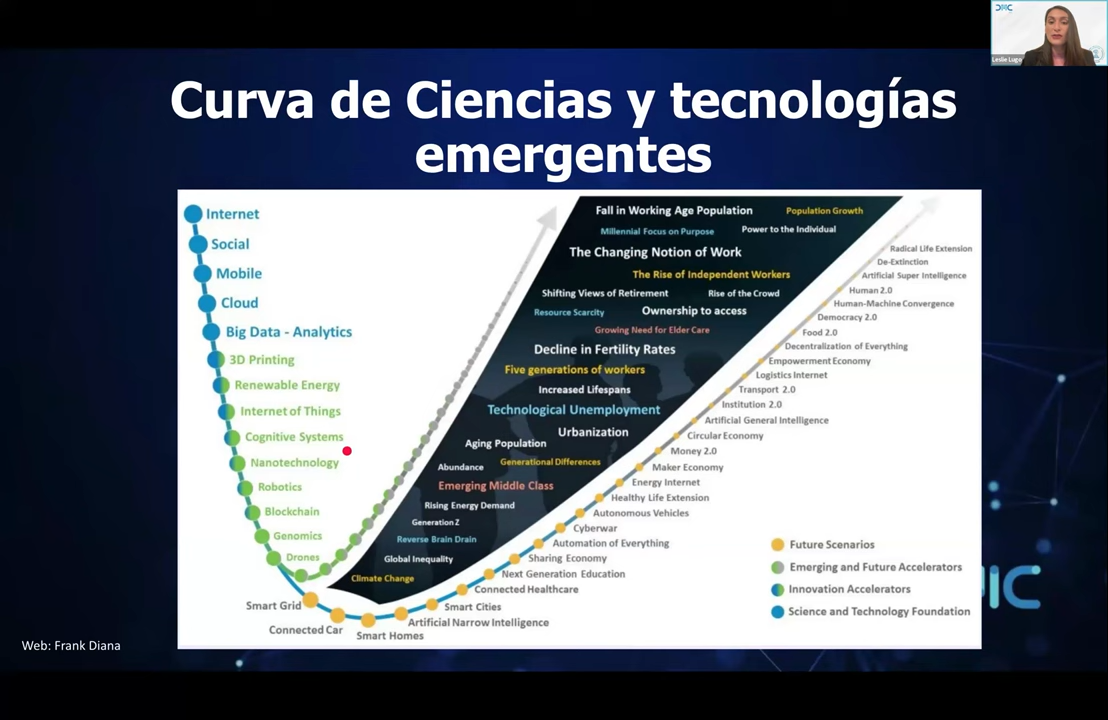 DMC
Leslie Lugo
Curva de Ciencias y tecnologías
emergentes
Internet
Social
Mobile
Cloud
Big Data - Analytics
3D Printing
Renewable Energy
Internet of Things
Cognitive Systems
Nanotechnology
Robotics
Blockchain
Genomics
Drones
Smart Grid
Connected Car
Smart Homes
Artificial Narrow Intelligence
Smart Cities
Connected Healthcare
Next Generation Education
Sharing Economy
Automation of Everything
Cyberwar
Autonomous Vehicles
Healthy Life Extension
Energy Internet
Maker Economy
Money 2.0
Circular Economy
Artificial General Intelligence
Institution 2.0
Transport 2.0
Logistics Internet
Empowerment Economy
Decentralization of Everything
Food 2.0
Democracy 2.0
Human-Machine Convergence
Human 2.0
Artificial Super Intelligence
De-Extinction
Radical Life Extension
Fall in Working Age Population
Population Growth
Millennial Focus on Purpose
Power to the Individual
The Changing Notion of Work
The Rise of Independent Workers
Shifting Views of Retirement
Rise of the Crowd
Resource Scarcity
Ownership to access
Growing Need for Elder Care
Decline in Fertility Rates
Five generations of workers
Increased Lifespans
Technological Unemployment
Urbanization
Aging Population
Abundance
Generational Differences
Emerging Middle Class
Rising Energy Demand
Generation Z
Reverse Brain Drain
Global Inequality
Climate Change
Future Scenarios
Emerging and Future Accelerators
Innovation Accelerators
Science and Technology Foundation
Web: Frank Diana